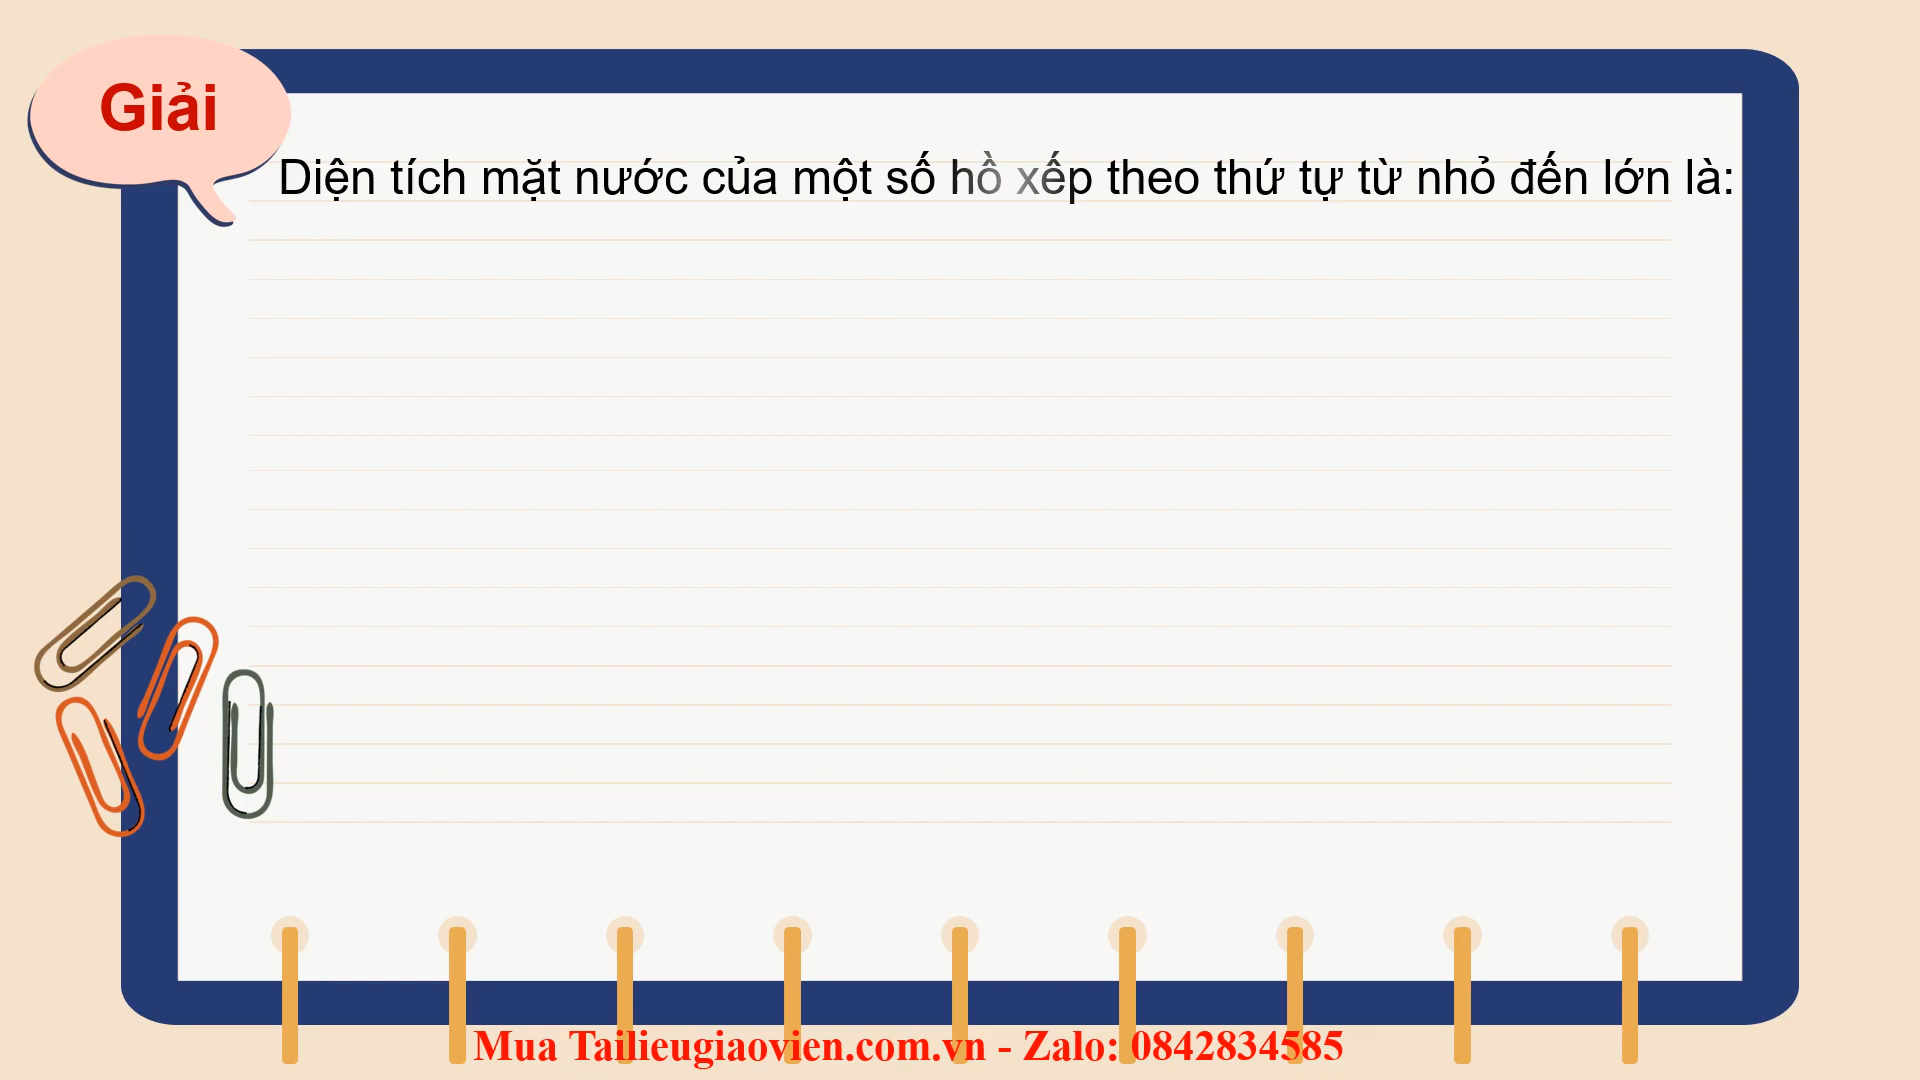 Giải
Diện tích mặt nước của một số hồ xếp theo thứ tự từ nhỏ đến lớn là:
Mua Tailieugiaovien.com.vn - Zalo: 0842834585